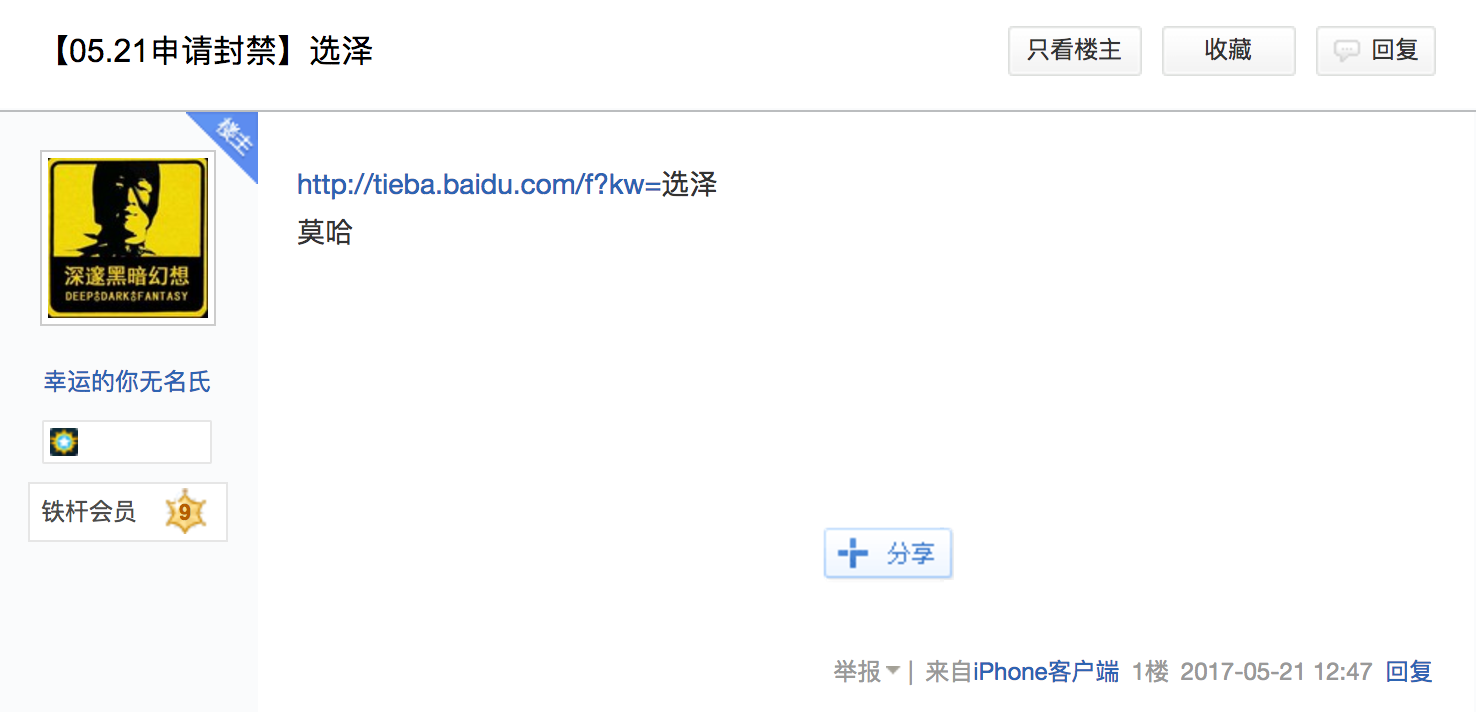 【05.21申请封禁】选泽
只看楼主
收藏
回复
楼主
深邃黑暗幻想
DEEP♂DARK♂FANTASY
幸运的你无名氏
铁杆会员 9
http://tieba.baidu.com/f?kw=选泽
莫哈
分享
举报 | 来自iPhone客户端 1楼 2017-05-21 12:47 回复